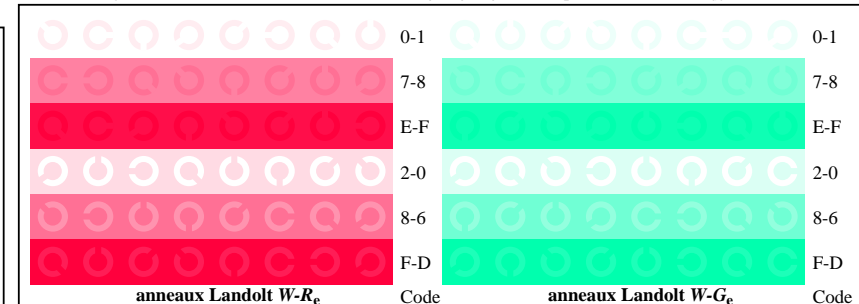 0-1 0-1
7-8 7-8
E-F E-F
2-0 2-0
8-6 8-6
F-D F-D
anneaux Landolt W-Re Code anneaux Landolt W-Ge Code